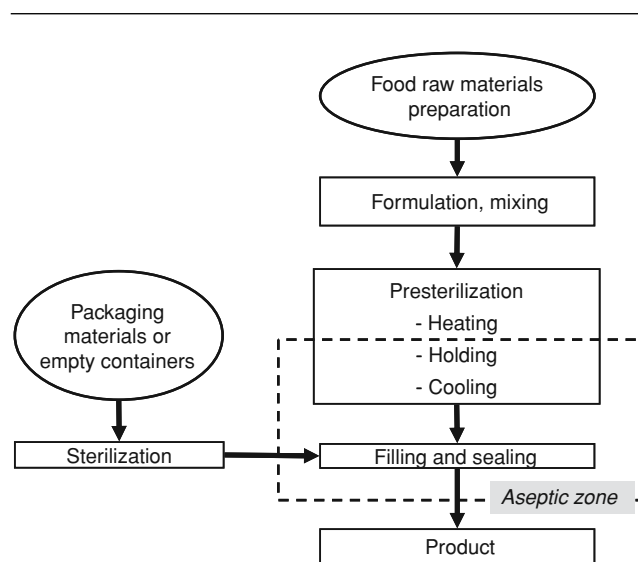 Food raw materials
preparation
Formulation, mixing
Presterilization
- Heating
- Holding
- Cooling
Packaging
materials or
empty containers
Sterilization
Filling and sealing
Aseptic zone
Product